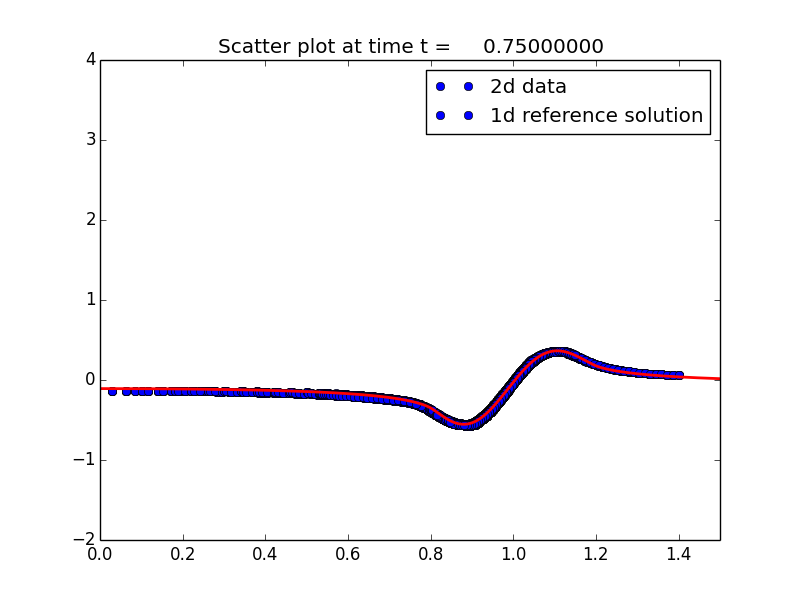 Scatter plot at time t =     0.75000000
2d data
1d reference solution
4
3
2
1
0
−1
−2
0.0 0.2 0.4 0.6 0.8 1.0 1.2 1.4